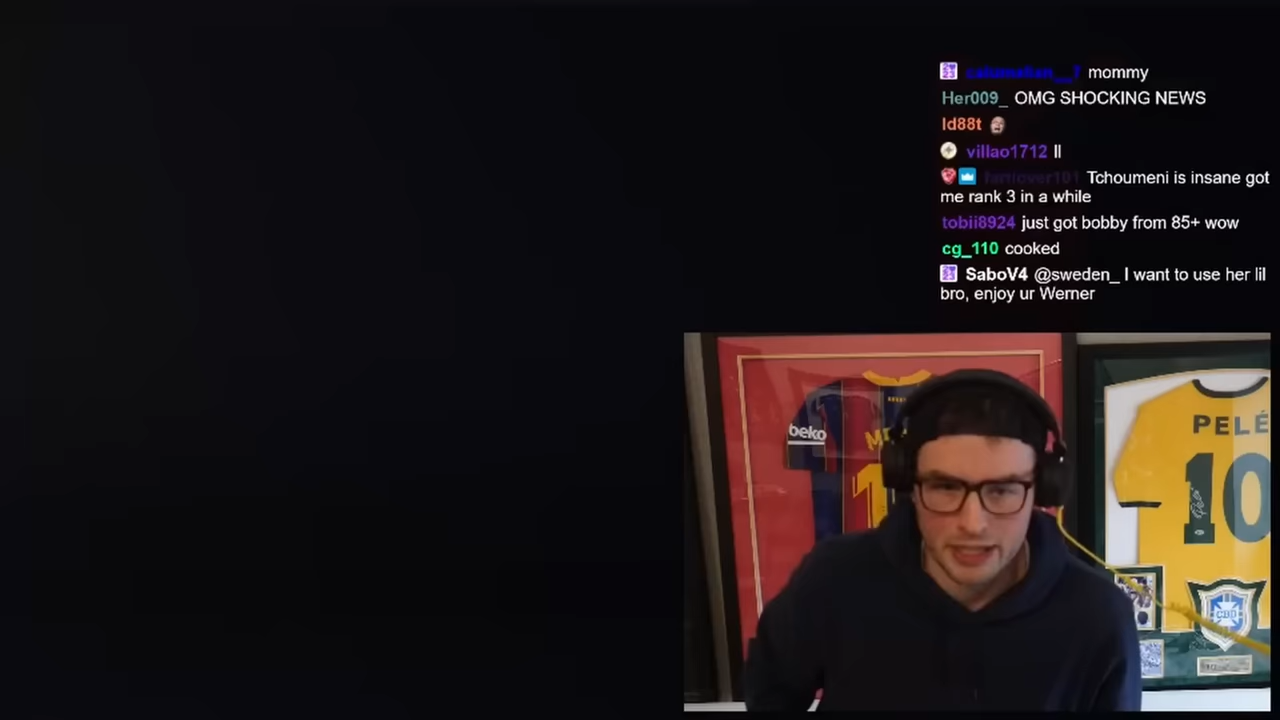 mommy
Her009_ OMG SHOCKING NEWS
ld88t
villao1712 ll
Tchoumeni is insane got
me rank 3 in a while
tobii8924 just got bobby from 85+ wow
cg_110 cooked
SaboV4 @sweden_ I want to use her lil
bro, enjoy ur Werner
beko
PELÉ
10
CBD